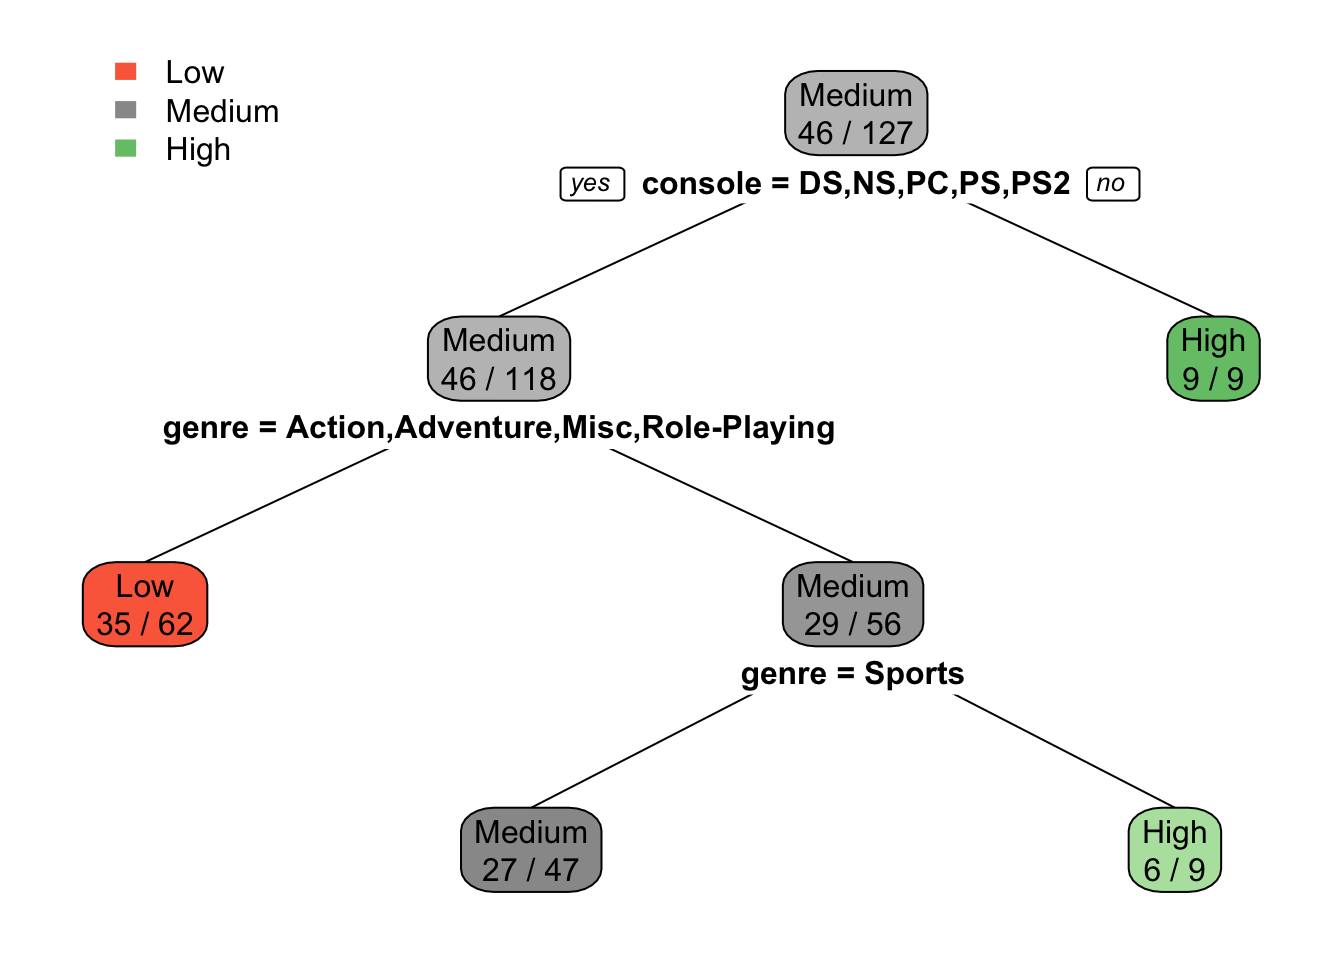 Low
Medium
High
Medium
46 / 127
yes console = DS,NS,PC,PS,PS2 no
Medium
46 / 118
High
9 / 9
genre = Action,Adventure,Misc,Role-Playing
Low
35 / 62
Medium
29 / 56
genre = Sports
Medium
27 / 47
High
6 / 9